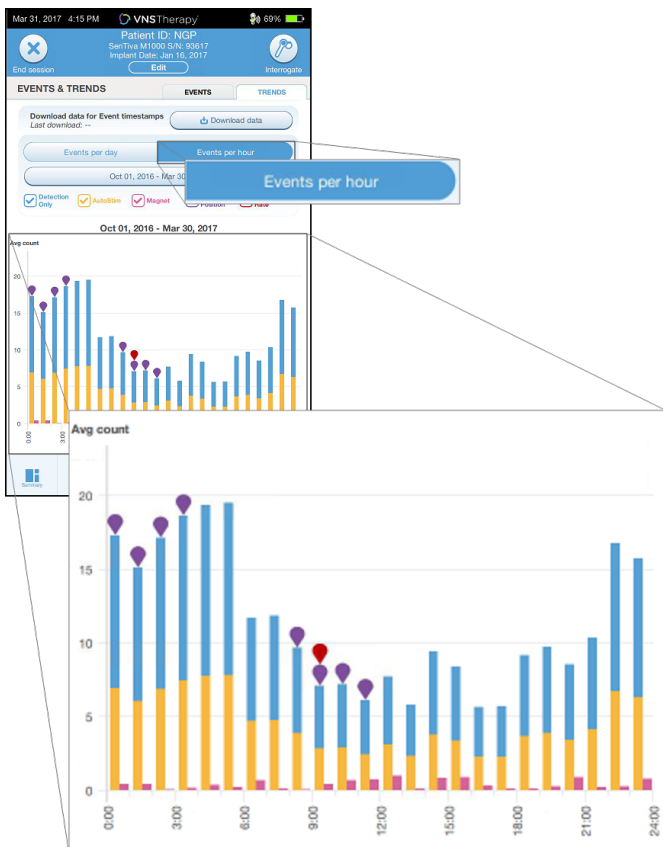 Mar 31, 2017 4:15 PM VNSTherapy 69%
Patient ID: NGP
SenTiva M1000 S/N: 93617
Implant Date: Jan 16, 2017
End session Edit Interrogate
EVENTS & TRENDS EVENTS TRENDS
Download data for Event timestamps
Last download: --
Download data
Events per day Events per hour
Events per hour
Oct 01, 2016 - Mar 30
Detection
Only
AutoStim
Magnet
Position
Rate
Oct 01, 2016 - Mar 30, 2017
Avg count
20
15
10
5
0
0:00 3:00
Summary
Avg count
20
15
10
5
0
0:00 3:00 6:00 9:00 12:00 15:00 18:00 21:00 24:00